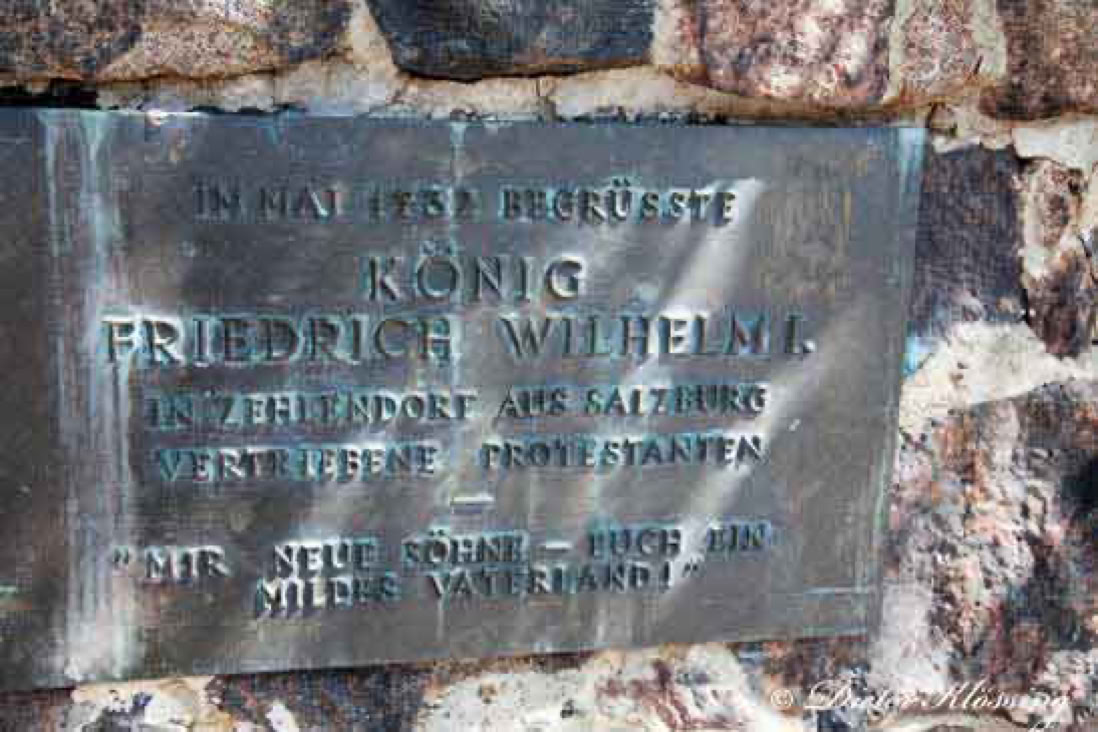 IM MAI 1732 BEGRÜSSTE
KÖNIG
FRIEDRICH WILHELM I.
IN ZEHLENDORF AUS SALZBURG
VERTRIEBENE PROTESTANTEN
—
"MIR NEUE SÖHNE – EUCH EIN
MILDES VATERLAND!"
© Dieter Klössing